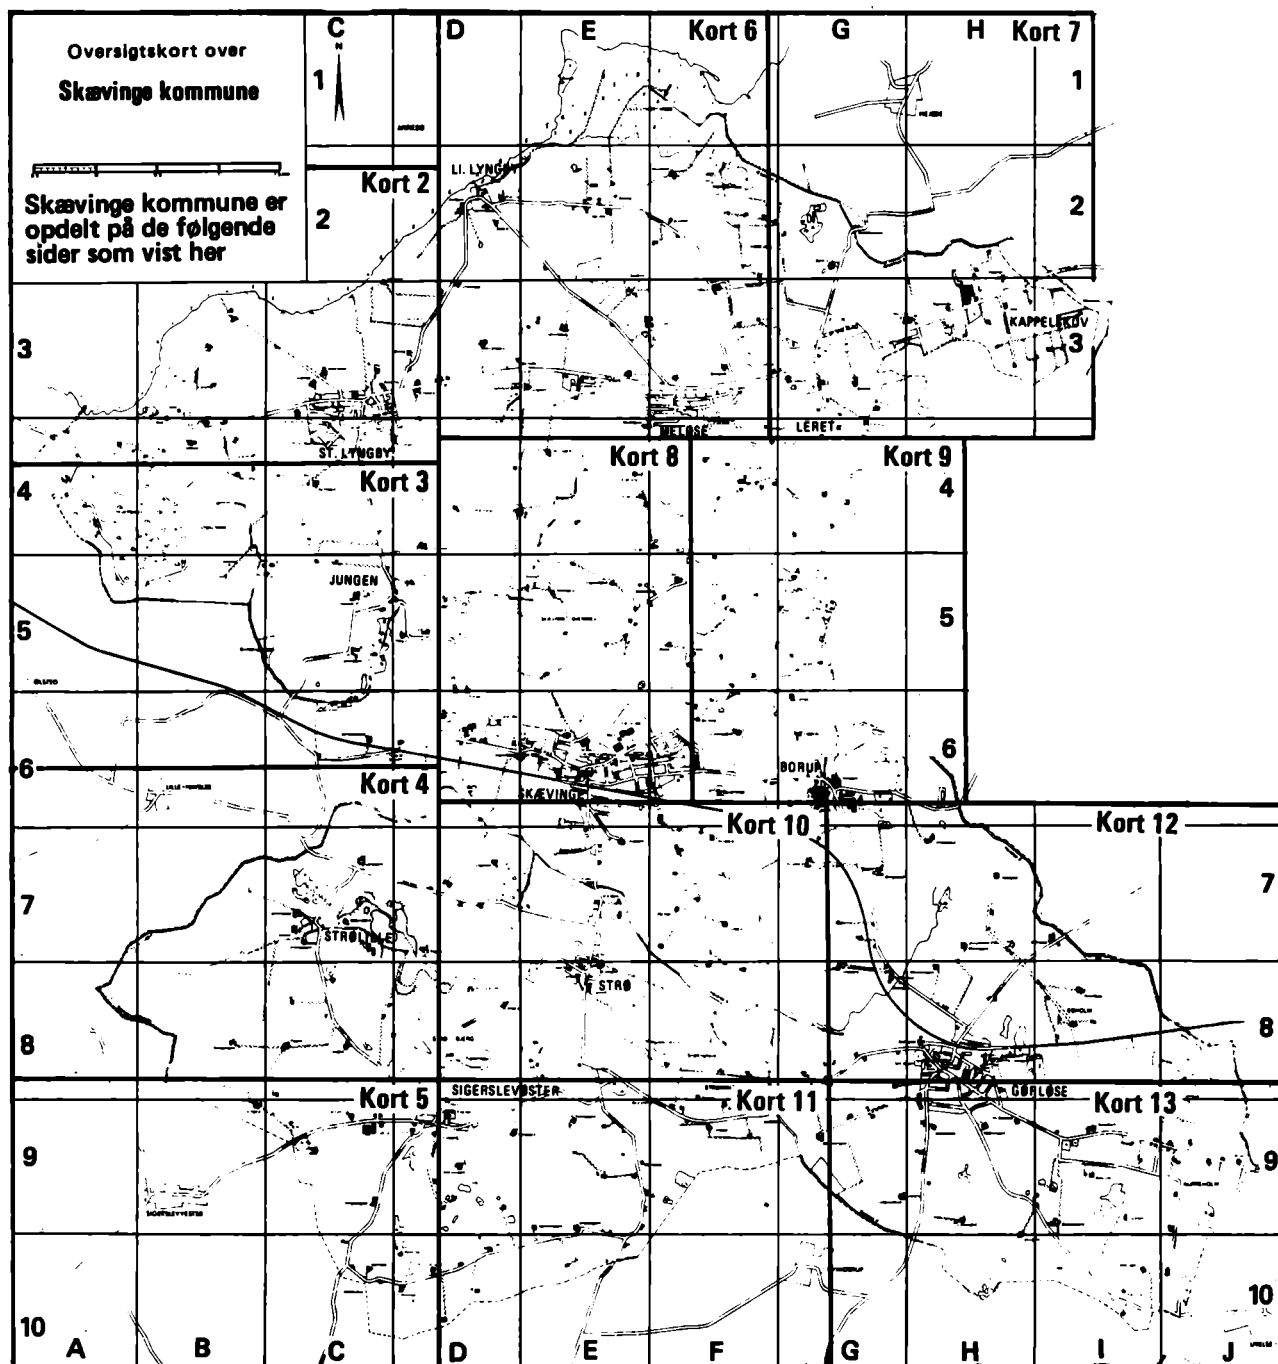 Oversigtskort over
Skævinge kommune
Skævinge kommune er
opdelt på de følgende
sider som vist her
C
D
E
Kort 6
G
H
Kort 7
N
1
1
LI. LYNGBY
Kort 2
2
2
3
KAPPELSKOV
3
MELØSE
LERET
ST. LYNGBY
Kort 8
Kort 9
4
Kort 3
4
JUNGEN
5
5
ØLSTED
6
BORUP
6
Kort 4
SKÆVINGE
Kort 10
Kort 12
7
7
STRØLILLE
STRØ
8
8
SIGERSLEVØSTER
GØRLØSE
Kort 5
Kort 11
Kort 13
9
9
SIGERSLEVVESTER
10
10
A
B
C
D
E
F
G
H
I
J